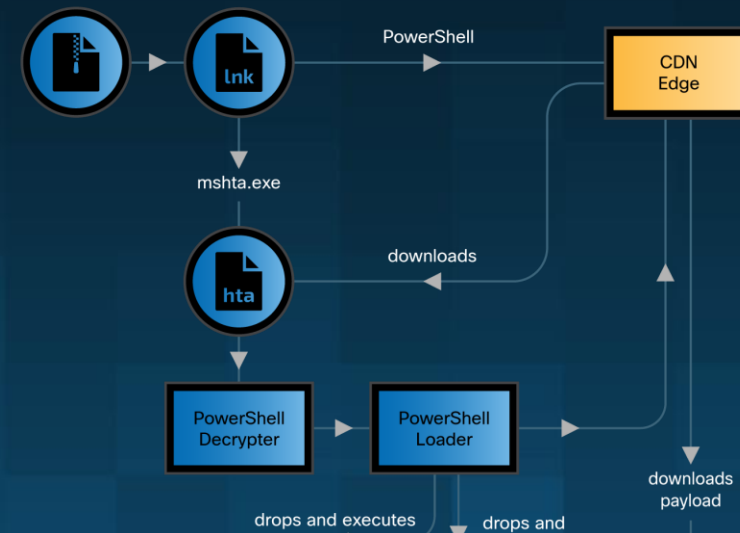 lnk
PowerShell
CDN
Edge
mshta.exe
downloads
hta
PowerShell
Decrypter
PowerShell
Loader
downloads
payload
drops and executes
drops and